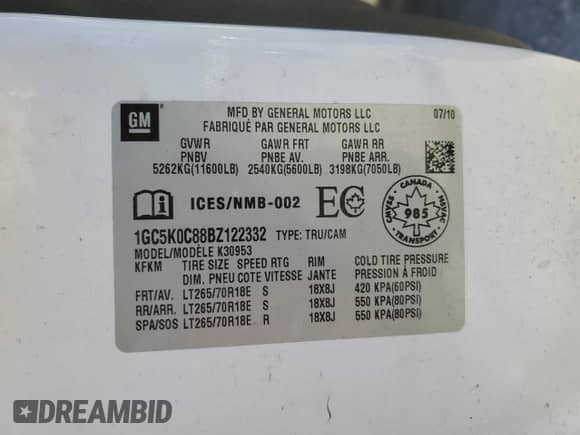 GM
MFD BY GENERAL MOTORS LLC 07/10
FABRIQUÉ PAR GENERAL MOTORS LLC
GVWR GAWR FRT GAWR RR
PNBV PNBE AV. PNBE ARR.
5262KG(11600LB) 2540KG(5600LB) 3198KG(7050LB)
ICES/NMB-002 EC
CANADA
CMVSS 985 NSVAC
TRANSPORT
1GC5K0C88BZ122332 TYPE: TRU/CAM
MODEL/MODÈLE K30953
KFKM TIRE SIZE SPEED RTG RIM COLD TIRE PRESSURE
DIM. PNEU COTE VITESSE JANTE PRESSION À FROID
FRT/AV. LT265/70R18E S 18X8J 420 KPA(60PSI)
RR/ARR. LT265/70R18E S 18X8J 550 KPA(80PSI)
SPA/SOS LT265/70R18E R 18X8J 550 KPA(80PSI)
DREAMBID